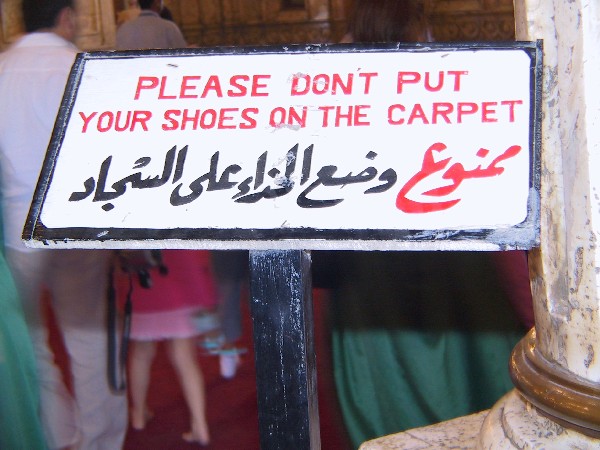 PLEASE DON'T PUT
YOUR SHOES ON THE CARPET
ممنوع وضع الحذاء على السجاد